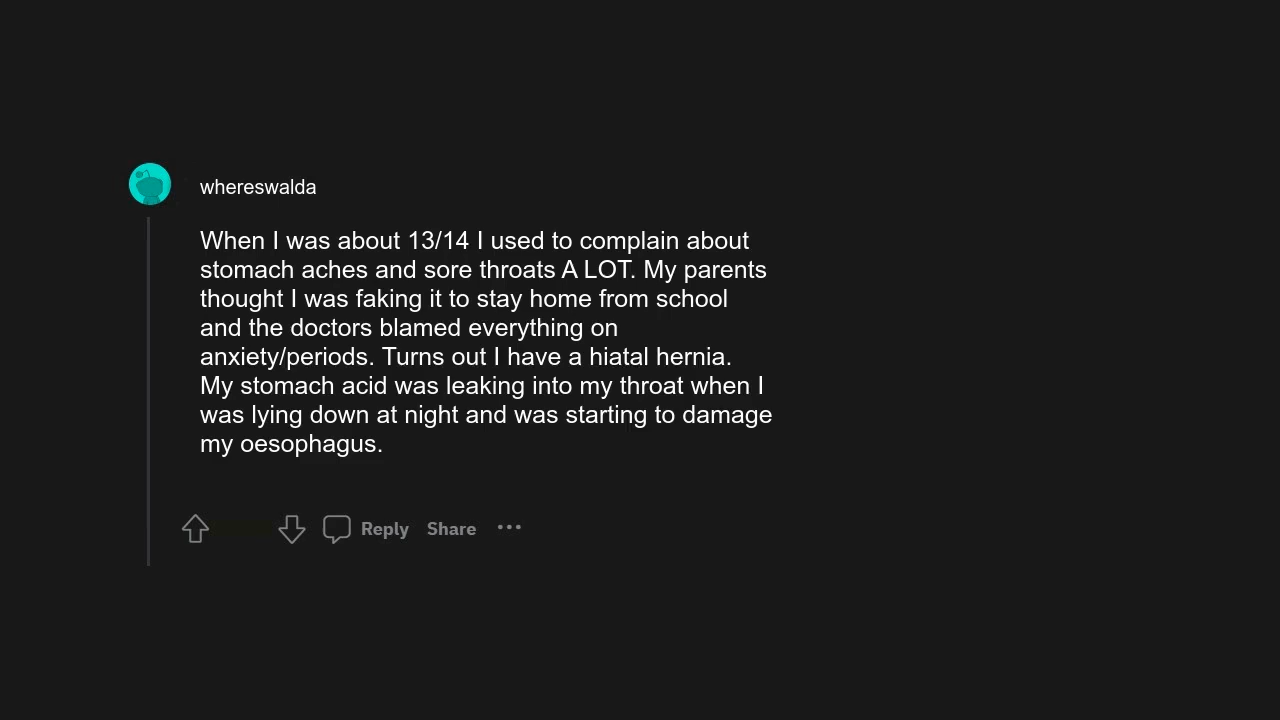 whereswalda
When I was about 13/14 I used to complain about
stomach aches and sore throats A LOT. My parents
thought I was faking it to stay home from school
and the doctors blamed everything on
anxiety/periods. Turns out I have a hiatal hernia.
My stomach acid was leaking into my throat when I
was lying down at night and was starting to damage
my oesophagus.
Reply Share